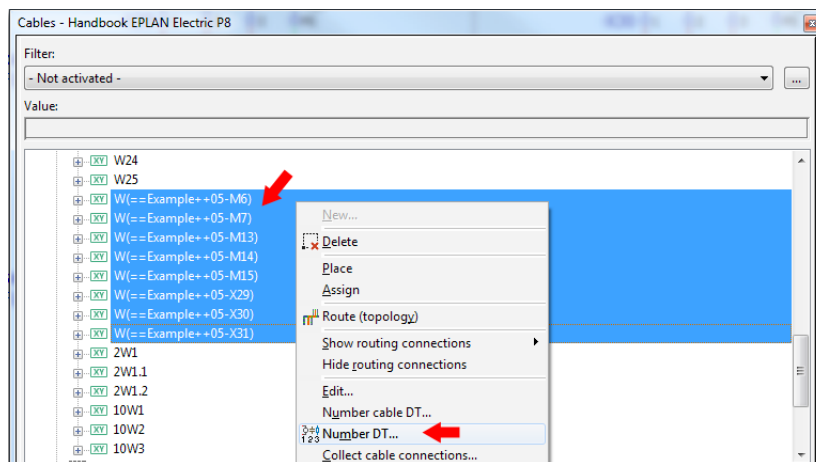 Cables - Handbook EPLAN Electric P8
Filter:
- Not activated -
...
Value:
W24
W25
W(==Example++05-M6)
W(==Example++05-M7)
W(==Example++05-M13)
W(==Example++05-M14)
W(==Example++05-M15)
W(==Example++05-X29)
W(==Example++05-X30)
W(==Example++05-X31)
2W1
2W1.1
2W1.2
10W1
10W2
10W3
New...
Delete
Place
Assign
Route (topology)
Show routing connections
Hide routing connections
Edit...
Number cable DT...
Number DT...
Collect cable connections...